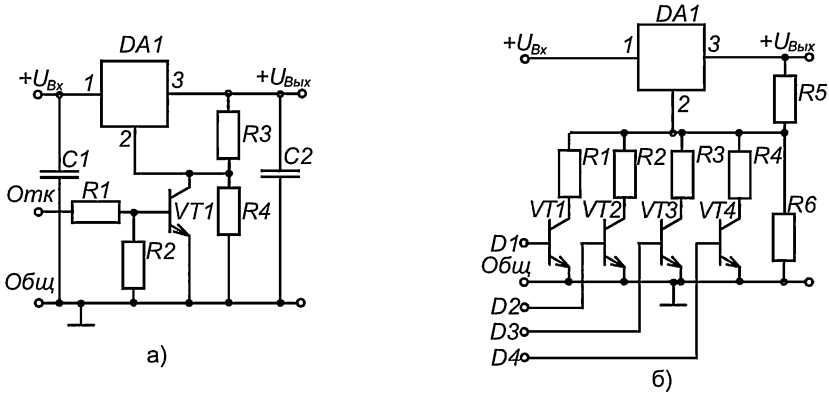 DA1
+UВх
1
3
+UВых
2
R3
C1
C2
Отк
R1
VT1
R4
R2
Общ
а)
DA1
+UВх
1
3
+UВых
2
R5
R1
R2
R3
R4
VT1
VT2
VT3
VT4
R6
D1
Общ
D2
D3
D4
б)